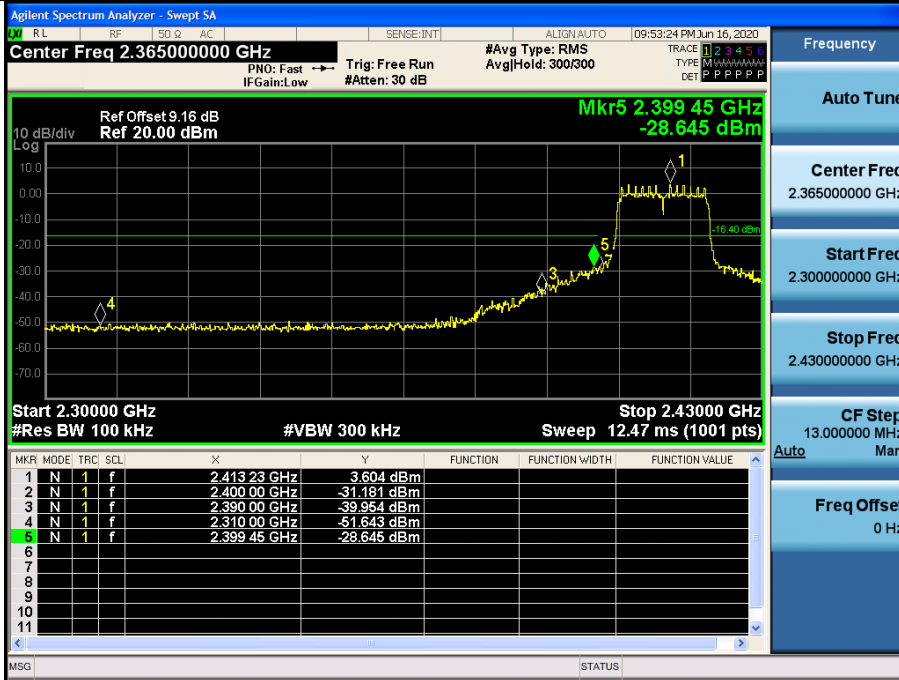 Agilent Spectrum Analyzer - Swept SA
LXI RL RF 50 Ω AC SENSE:INT ALIGN AUTO 09:53:24 PM Jun 16, 2020
Center Freq 2.365000000 GHz
PNO: Fast
IFGain:Low
Trig: Free Run
#Atten: 30 dB
#Avg Type: RMS
Avg|Hold: 300/300
TRACE 1 2 3 4 5 6
TYPE M WWWWW
DET P P P P P P
Ref Offset 9.16 dB
Ref 20.00 dBm
10 dB/div
Log
Mkr5 2.399 45 GHz
-28.645 dBm
10.0
0.00
-10.0
-20.0
-30.0
-40.0
-50.0
-60.0
-70.0
1
-16.40 dBm
5
3
4
Start 2.30000 GHz Stop 2.43000 GHz
#Res BW 100 kHz #VBW 300 kHz Sweep 12.47 ms (1001 pts)
MKR MODE TRC SCL X Y FUNCTION FUNCTION WIDTH FUNCTION VALUE
1 N 1 f 2.413 23 GHz 3.604 dBm
2 N 1 f 2.400 00 GHz -31.181 dBm
3 N 1 f 2.390 00 GHz -39.954 dBm
4 N 1 f 2.310 00 GHz -51.643 dBm
5 N 1 f 2.399 45 GHz -28.645 dBm
6
7
8
9
10
11
MSG STATUS
Frequency
Auto Tune
Center Freq
2.365000000 GHz
Start Freq
2.300000000 GHz
Stop Freq
2.430000000 GHz
CF Step
13.000000 MHz
Auto Man
Freq Offset
0 Hz